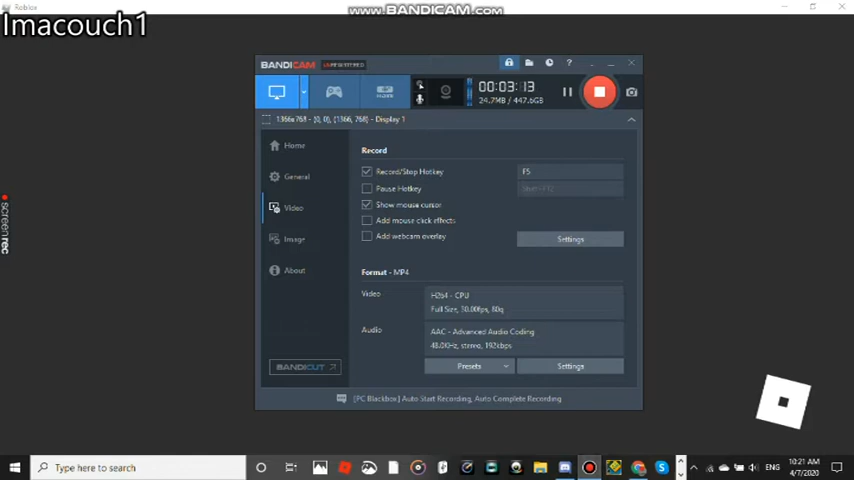 Roblox
www.BANDICAM.com
Imacouch1
BANDICAM UNREGISTERED
00:03:13
24.7MB / 447.6GB
1366x768 - (0, 0), (1366, 768) - Display 1
Home
General
Video
Image
About
BANDICUT
Record
Record/Stop Hotkey F5
Pause Hotkey
Show mouse cursor
Add mouse click effects
Add webcam overlay
Settings
Format - MP4
Video
H264 - CPU
Full Size, 30.00fps, 80q
Audio
AAC - Advanced Audio Coding
48.0KHz, stereo, 192kbps
Presets
Settings
[PC Blackbox] Auto Start Recording, Auto Complete Recording
screenrec
Type here to search
ENG
10:21 AM
4/7/2020